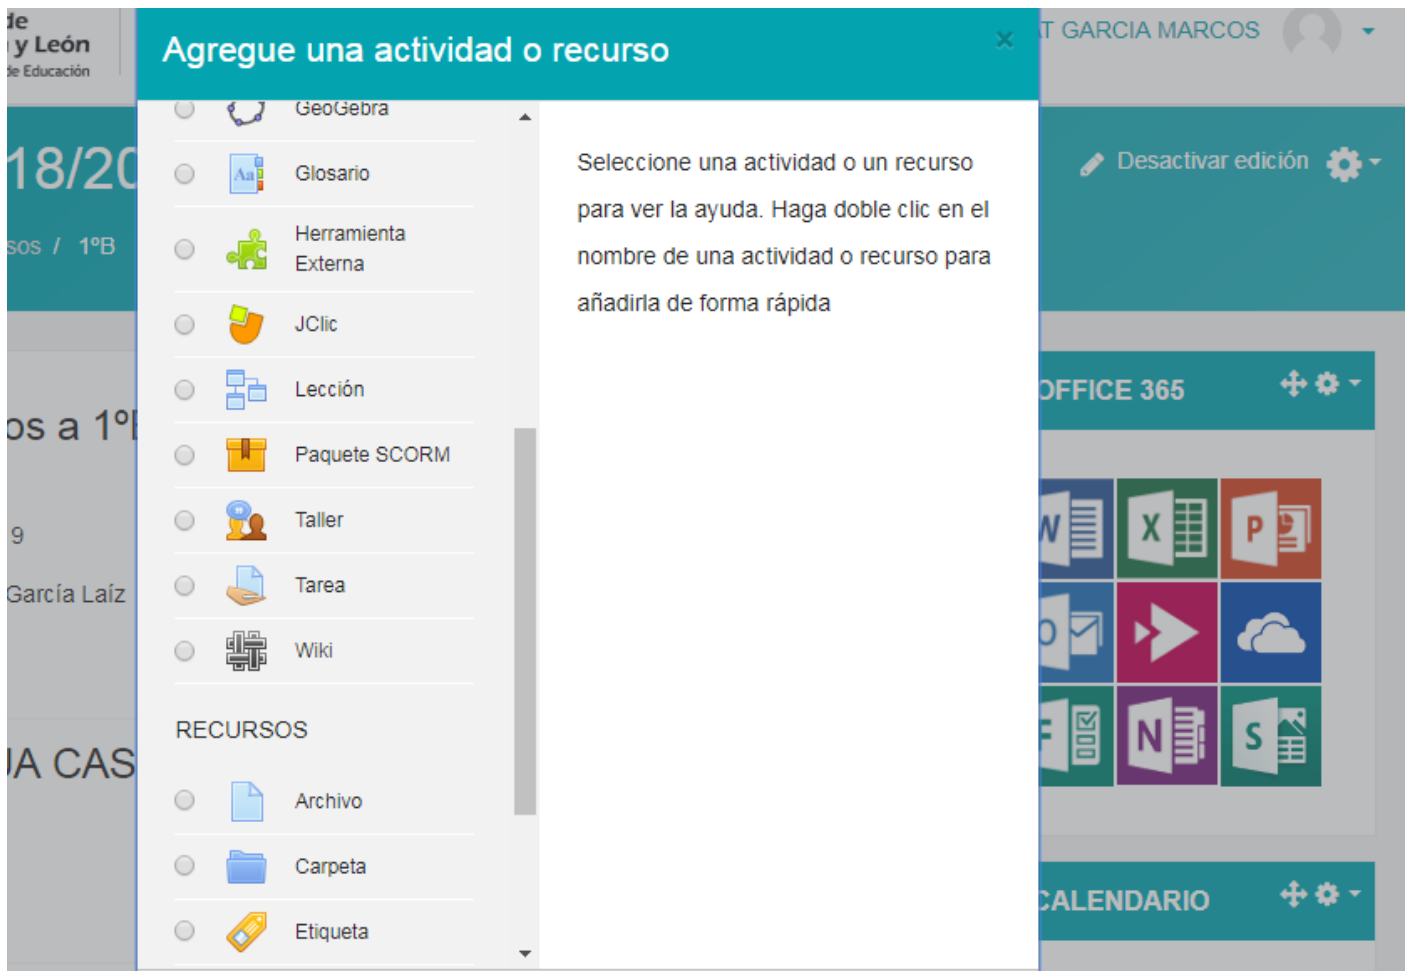 de
y León
de Educación
Agregue una actividad o recurso
×
T GARCIA MARCOS
18/20
Desactivar edición
sos / 1ºB
GeoGebra
Glosario
Aa
Herramienta
Externa
JClic
Lección
Paquete SCORM
Taller
Tarea
Wiki
RECURSOS
Archivo
Carpeta
Etiqueta
Seleccione una actividad o un recurso
para ver la ayuda. Haga doble clic en el
nombre de una actividad o recurso para
añadirla de forma rápida
os a 1º
9
García Laíz
JA CAS
OFFICE 365
W
X
P
O
F
N
S
CALENDARIO